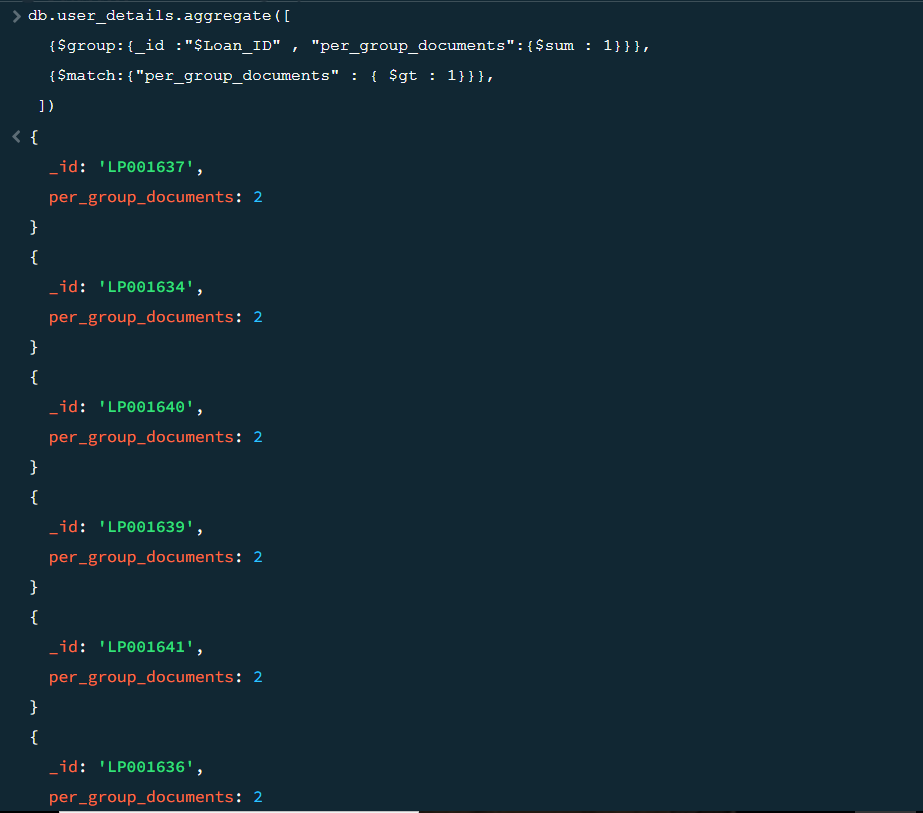 > db.user_details.aggregate([
{$group:{_id :"$Loan_ID" , "per_group_documents":{$sum : 1}}},
{$match:{"per_group_documents" : { $gt : 1}}},
])
< {
_id: 'LP001637',
per_group_documents: 2
}
{
_id: 'LP001634',
per_group_documents: 2
}
{
_id: 'LP001640',
per_group_documents: 2
}
{
_id: 'LP001639',
per_group_documents: 2
}
{
_id: 'LP001641',
per_group_documents: 2
}
{
_id: 'LP001636',
per_group_documents: 2